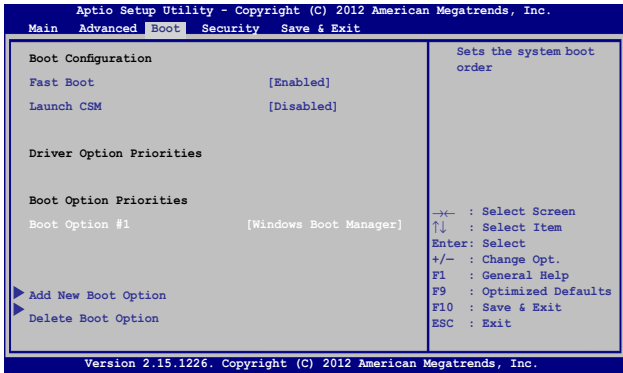 Aptio Setup Utility - Copyright (C) 2012 American Megatrends, Inc.
Main Advanced Boot Security Save & Exit
Boot Configuration
Fast Boot [Enabled]
Launch CSM [Disabled]
Driver Option Priorities
Boot Option Priorities
Boot Option #1 [Windows Boot Manager]
Add New Boot Option
Delete Boot Option
Sets the system boot
order
→← : Select Screen
↑↓ : Select Item
Enter: Select
+/— : Change Opt.
F1 : General Help
F9 : Optimized Defaults
F10 : Save & Exit
ESC : Exit
Version 2.15.1226. Copyright (C) 2012 American Megatrends, Inc.